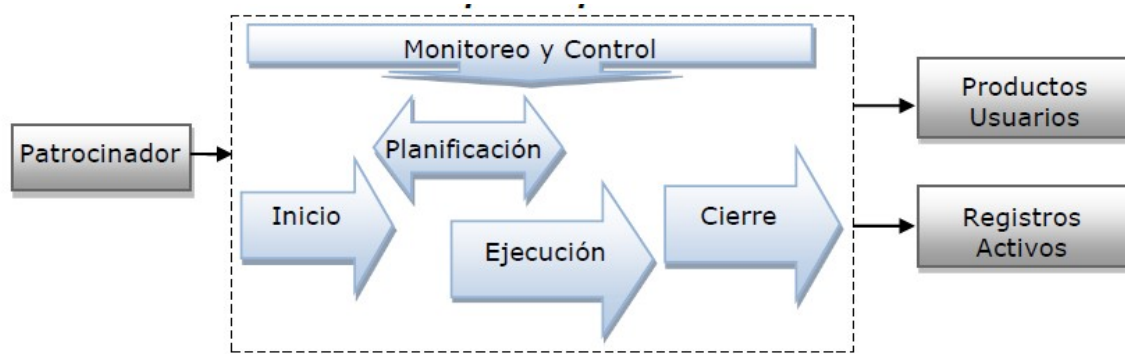 Monitoreo y Control
Patrocinador
Planificación
Inicio
Ejecución
Cierre
Productos
Usuarios
Registros
Activos